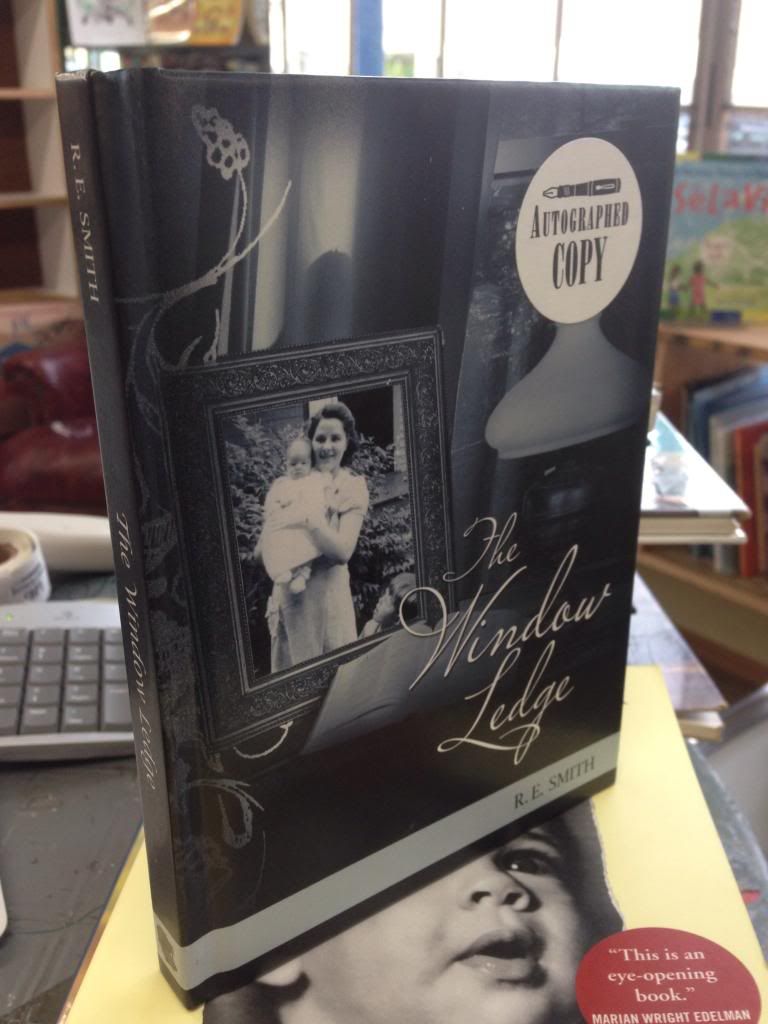 R. E. SMITH
The Window Ledge
AUTOGRAPHED
COPY
The
Window
Ledge
R. E. SMITH
"This is an
eye-opening
book."
MARIAN WRIGHT EDELMAN